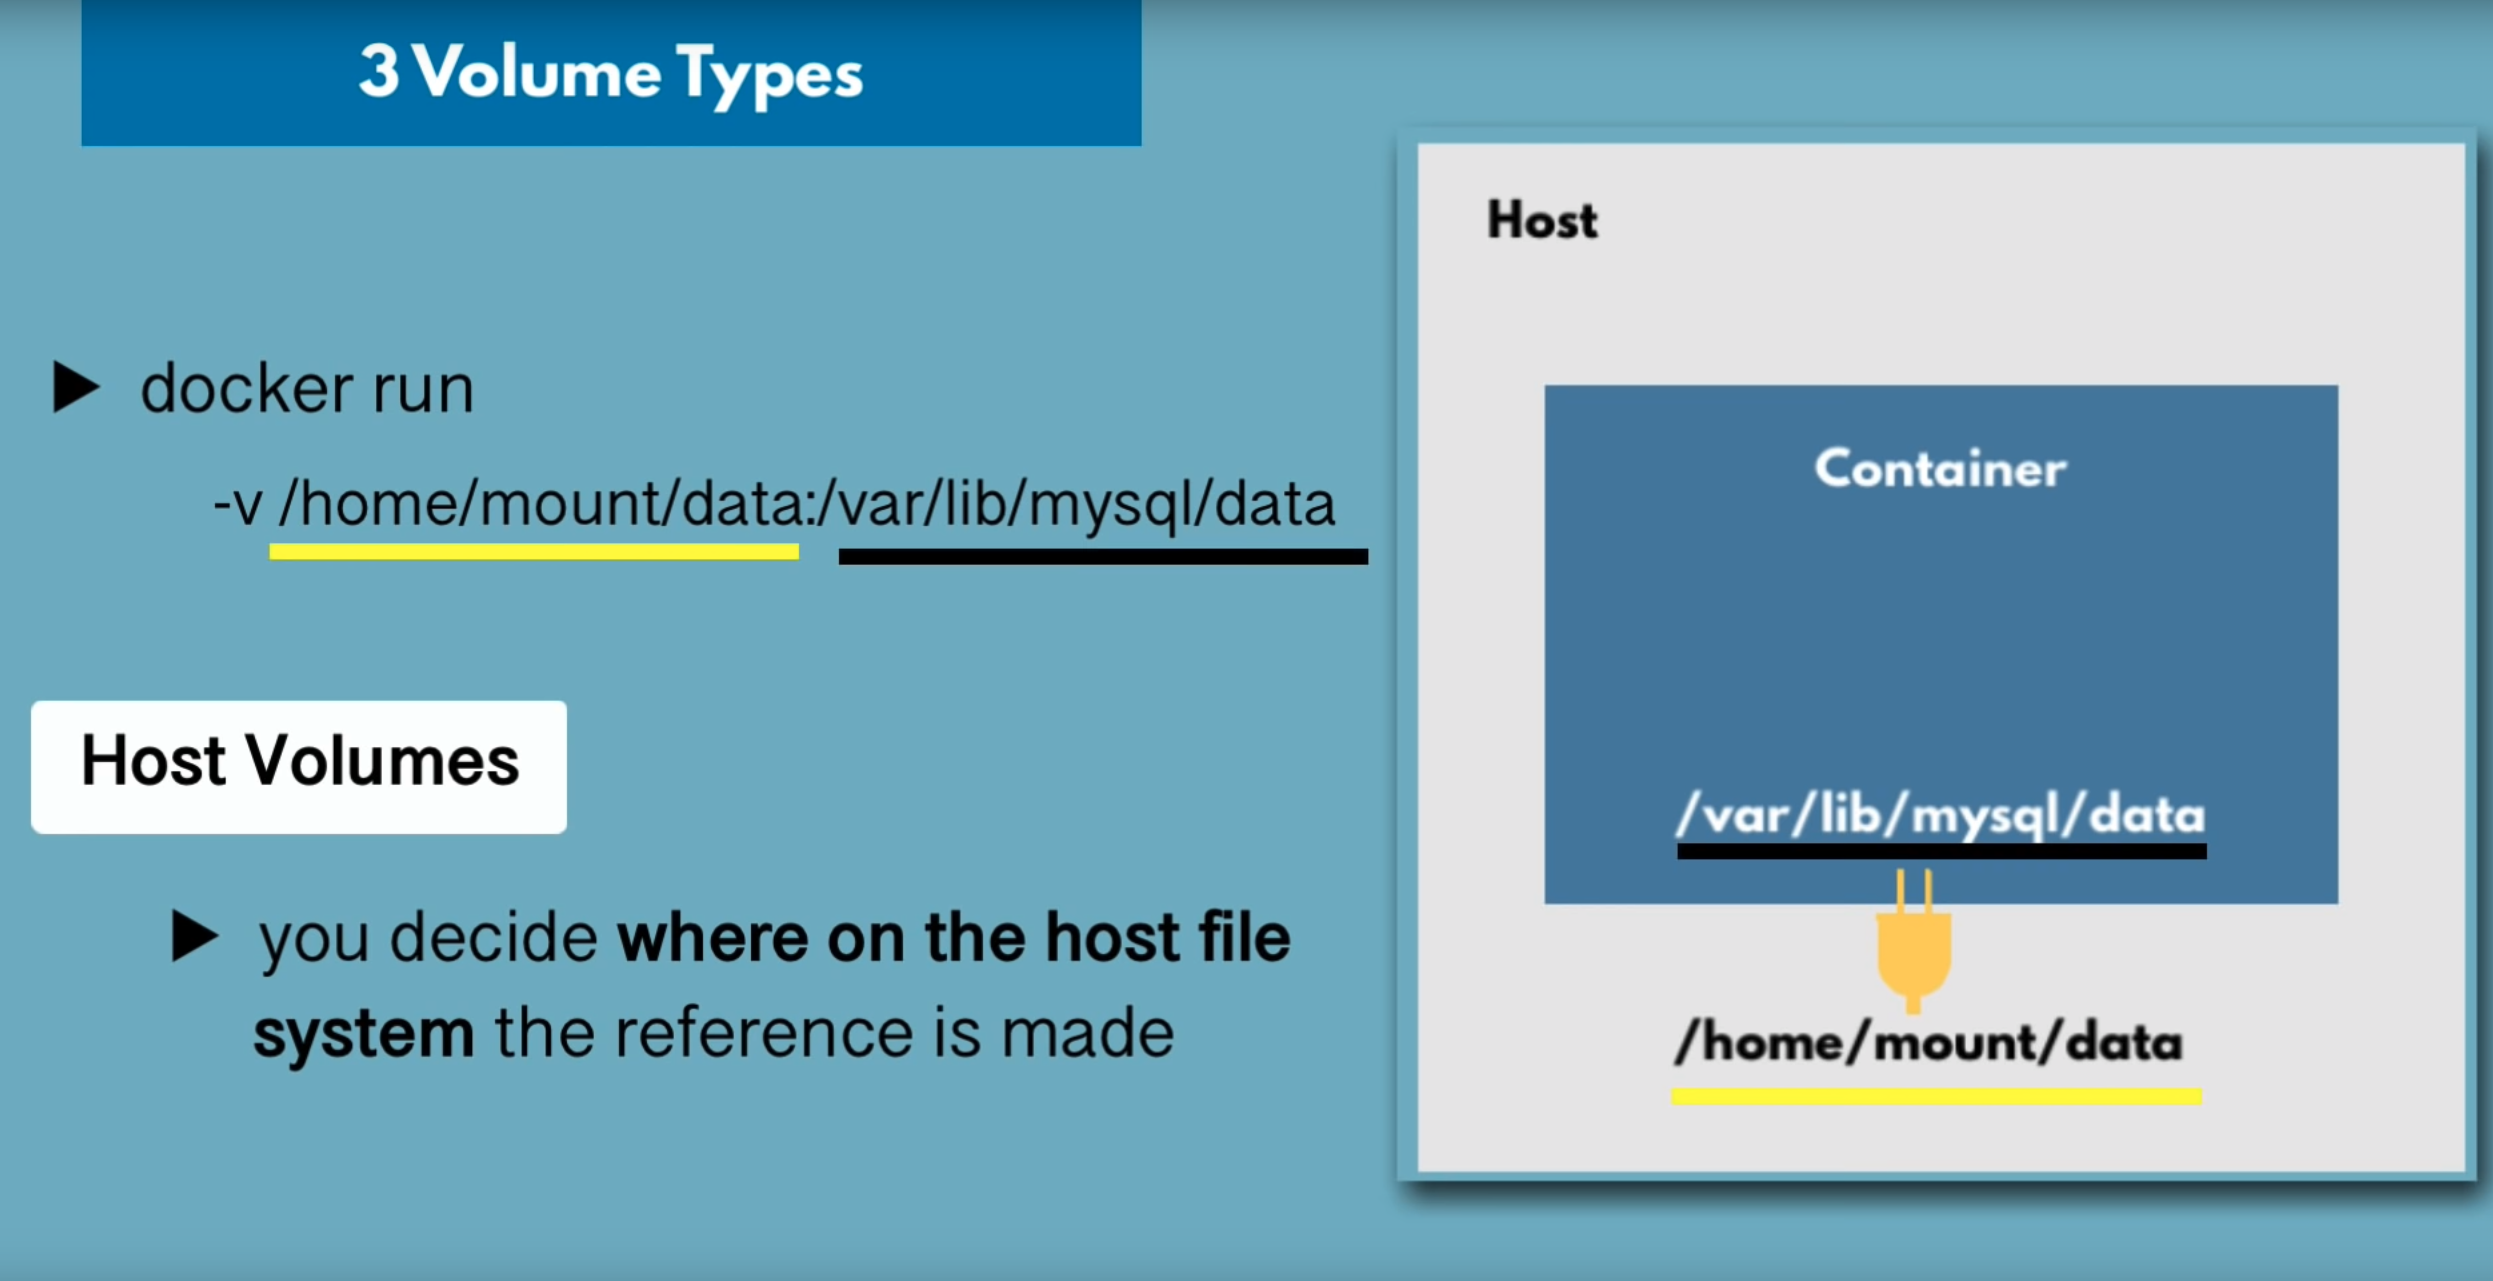 3 Volume Types
docker run
-v /home/mount/data:/var/lib/mysql/data
Host Volumes
you decide where on the host file
system the reference is made
Host
Container
/var/lib/mysql/data
/home/mount/data